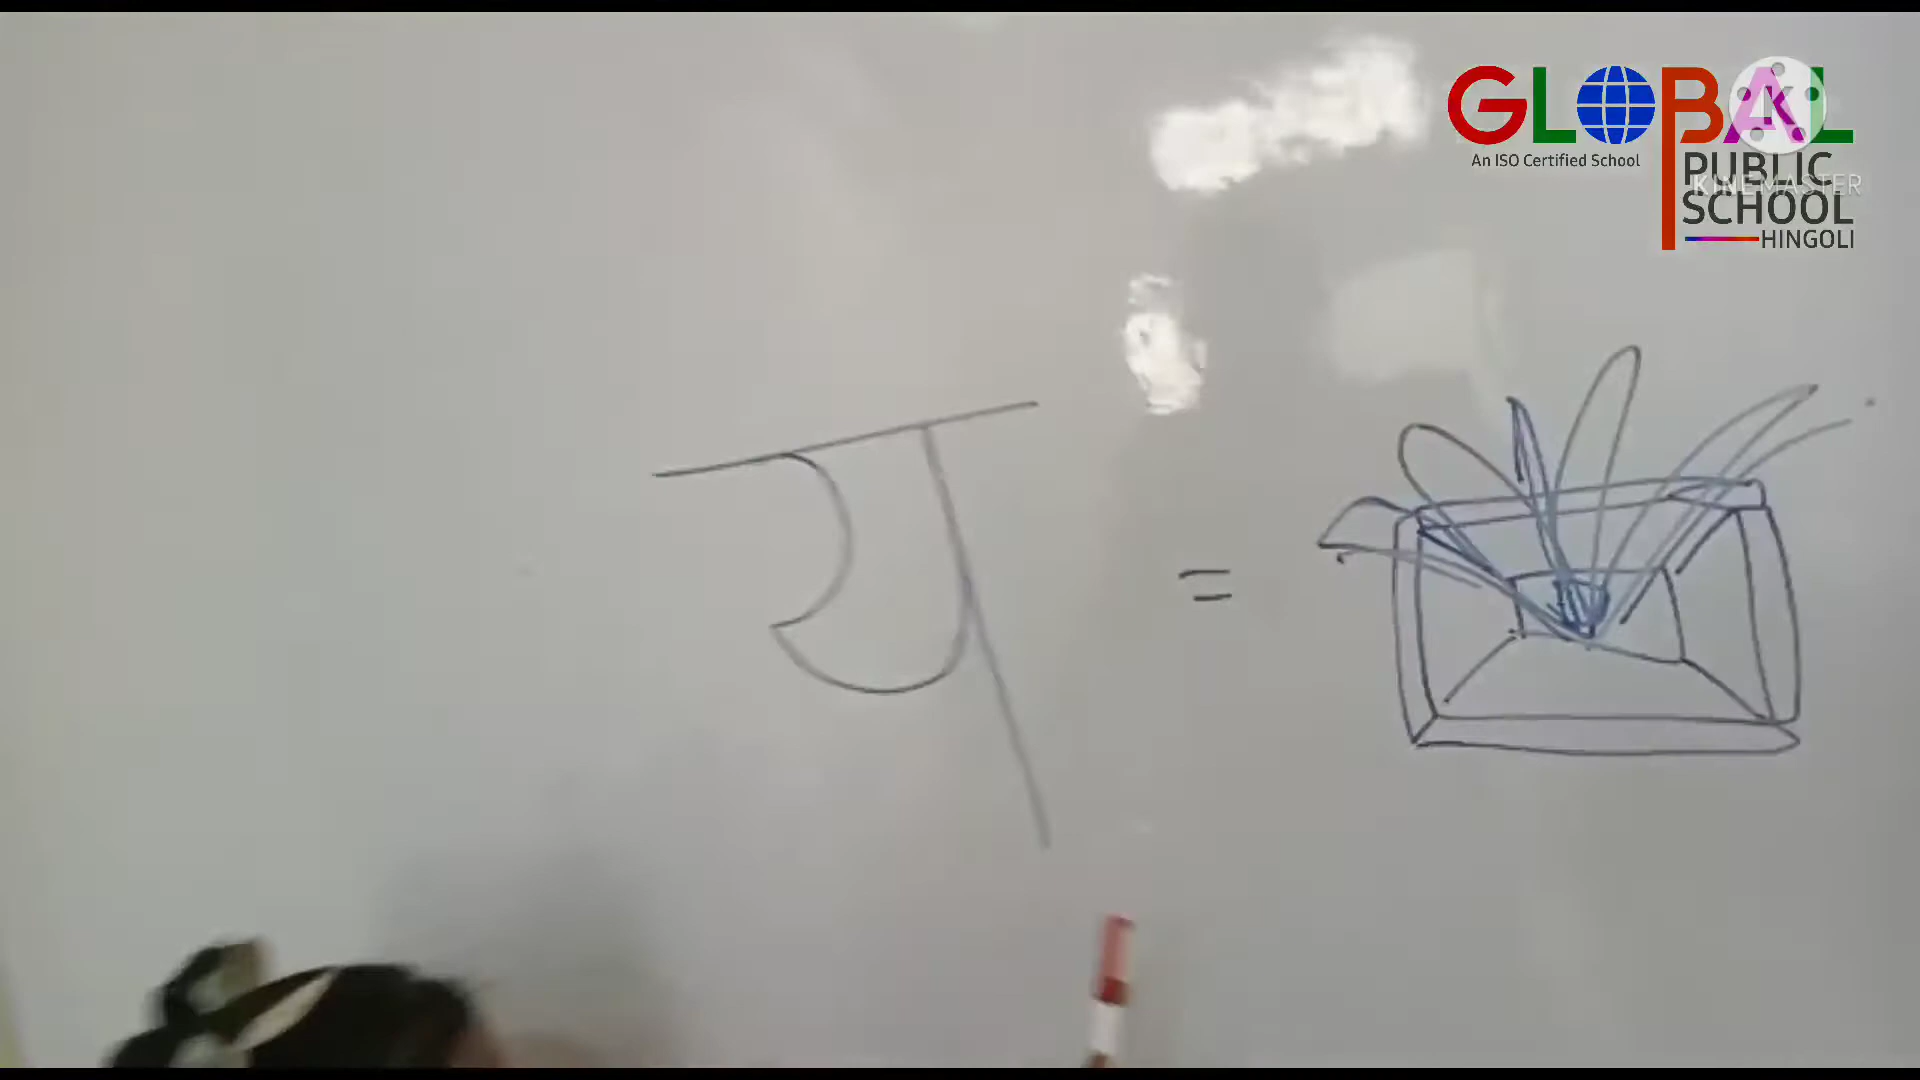 GLOBAL
An ISO Certified School
PUBLIC
KINEMASTER
SCHOOL
HINGOLI
य =